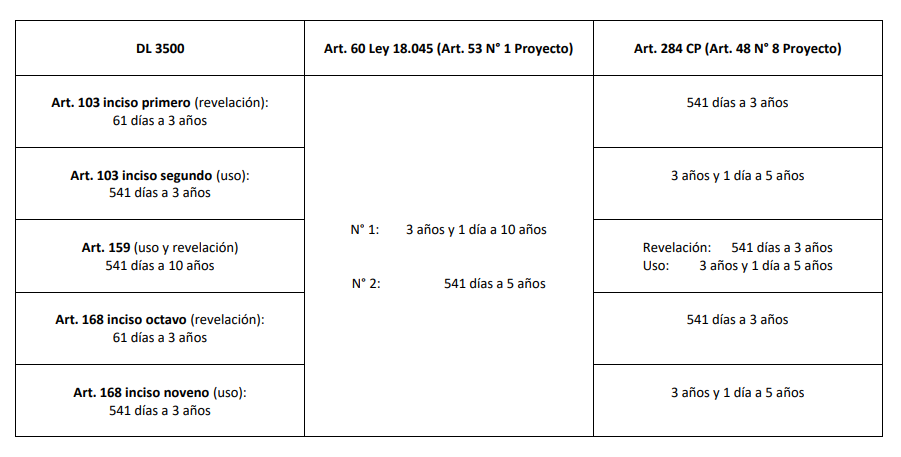 DL 3500
Art. 60 Ley 18.045 (Art. 53 N° 1 Proyecto)
Art. 284 CP (Art. 48 N° 8 Proyecto)
Art. 103 inciso primero (revelación):
61 días a 3 años
541 días a 3 años
Art. 103 inciso segundo (uso):
541 días a 3 años
3 años y 1 día a 5 años
N° 1: 3 años y 1 día a 10 años
N° 2: 541 días a 5 años
Art. 159 (uso y revelación)
541 días a 10 años
Revelación: 541 días a 3 años
Uso: 3 años y 1 día a 5 años
Art. 168 inciso octavo (revelación):
61 días a 3 años
541 días a 3 años
Art. 168 inciso noveno (uso):
541 días a 3 años
3 años y 1 día a 5 años